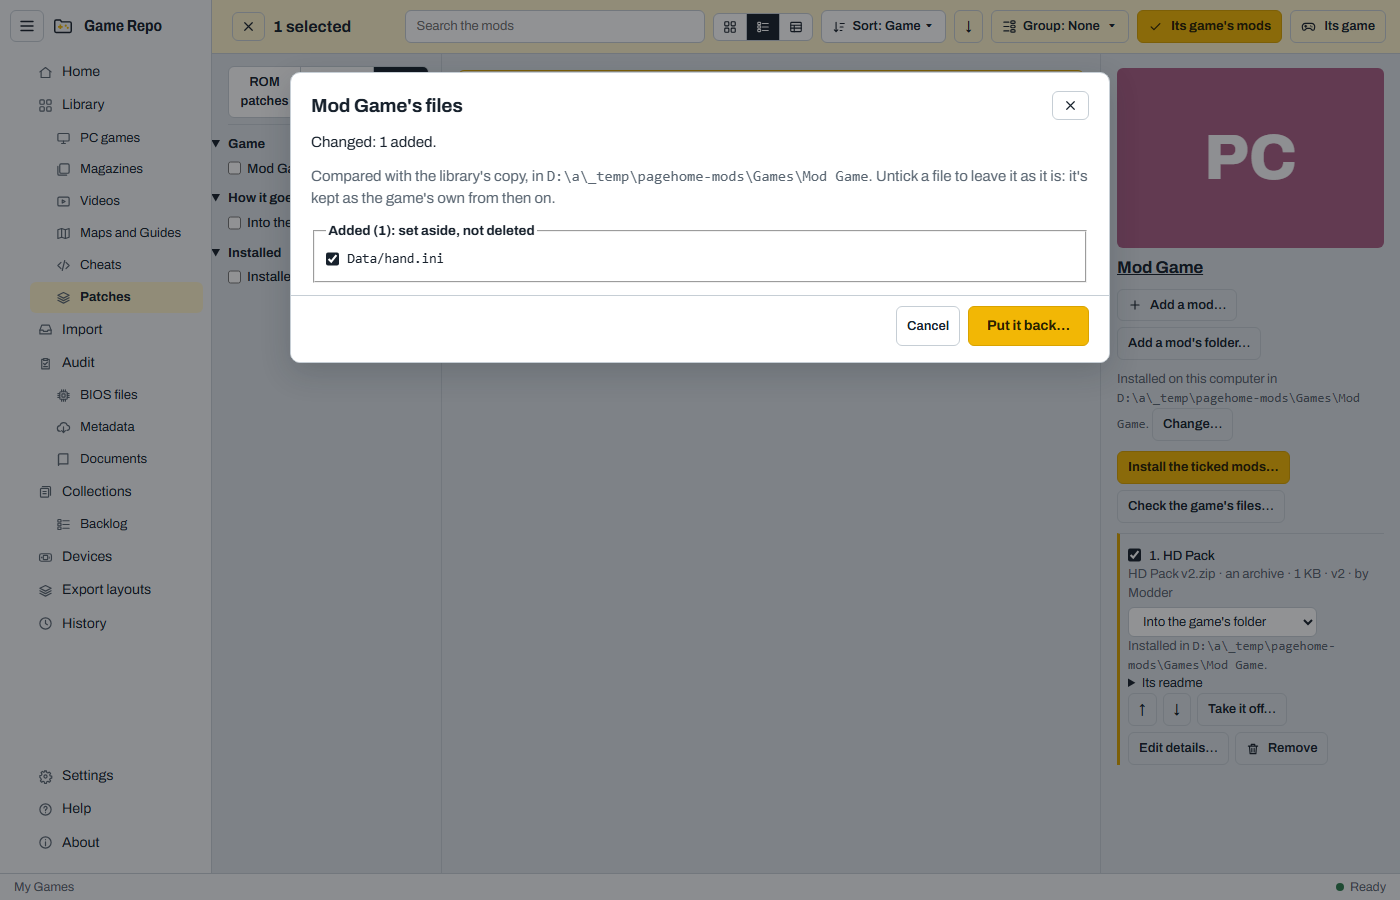 Game Repo
1 selected
Search the mods
Sort: Game
Group: None
Its game's mods
Its game
Home
Library
PC games
Magazines
Videos
Maps and Guides
Cheats
Patches
Import
Audit
BIOS files
Metadata
Documents
Collections
Backlog
Devices
Export layouts
History
Settings
Help
About
ROM
patches
Game
Mod
How it
Into the
Installed
Mod Game's files
Changed: 1 added.
Compared with the library's copy, in D:\a\_temp\pagehome-mods\Games\Mod Game. Untick a file to leave it as it is: it's
kept as the game's own from then on.
Added (1): set aside, not deleted
Data/hand.ini
Cancel
Put it back...
PC
Mod Game
Add a mod...
Add a mod's folder...
Installed on this computer in
D:\a\_temp\pagehome-mods\Games\Mod
Game. Change...
Install the ticked mods...
Check the game's files...
1. HD Pack
HD Pack v2.zip · an archive · 1 KB · v2 · by
Modder
Into the game's folder
Installed in D:\a\_temp\pagehome-
mods\Games\Mod Game.
Its readme
↑ ↓ Take it off...
Edit details...
Remove
My Games
Ready